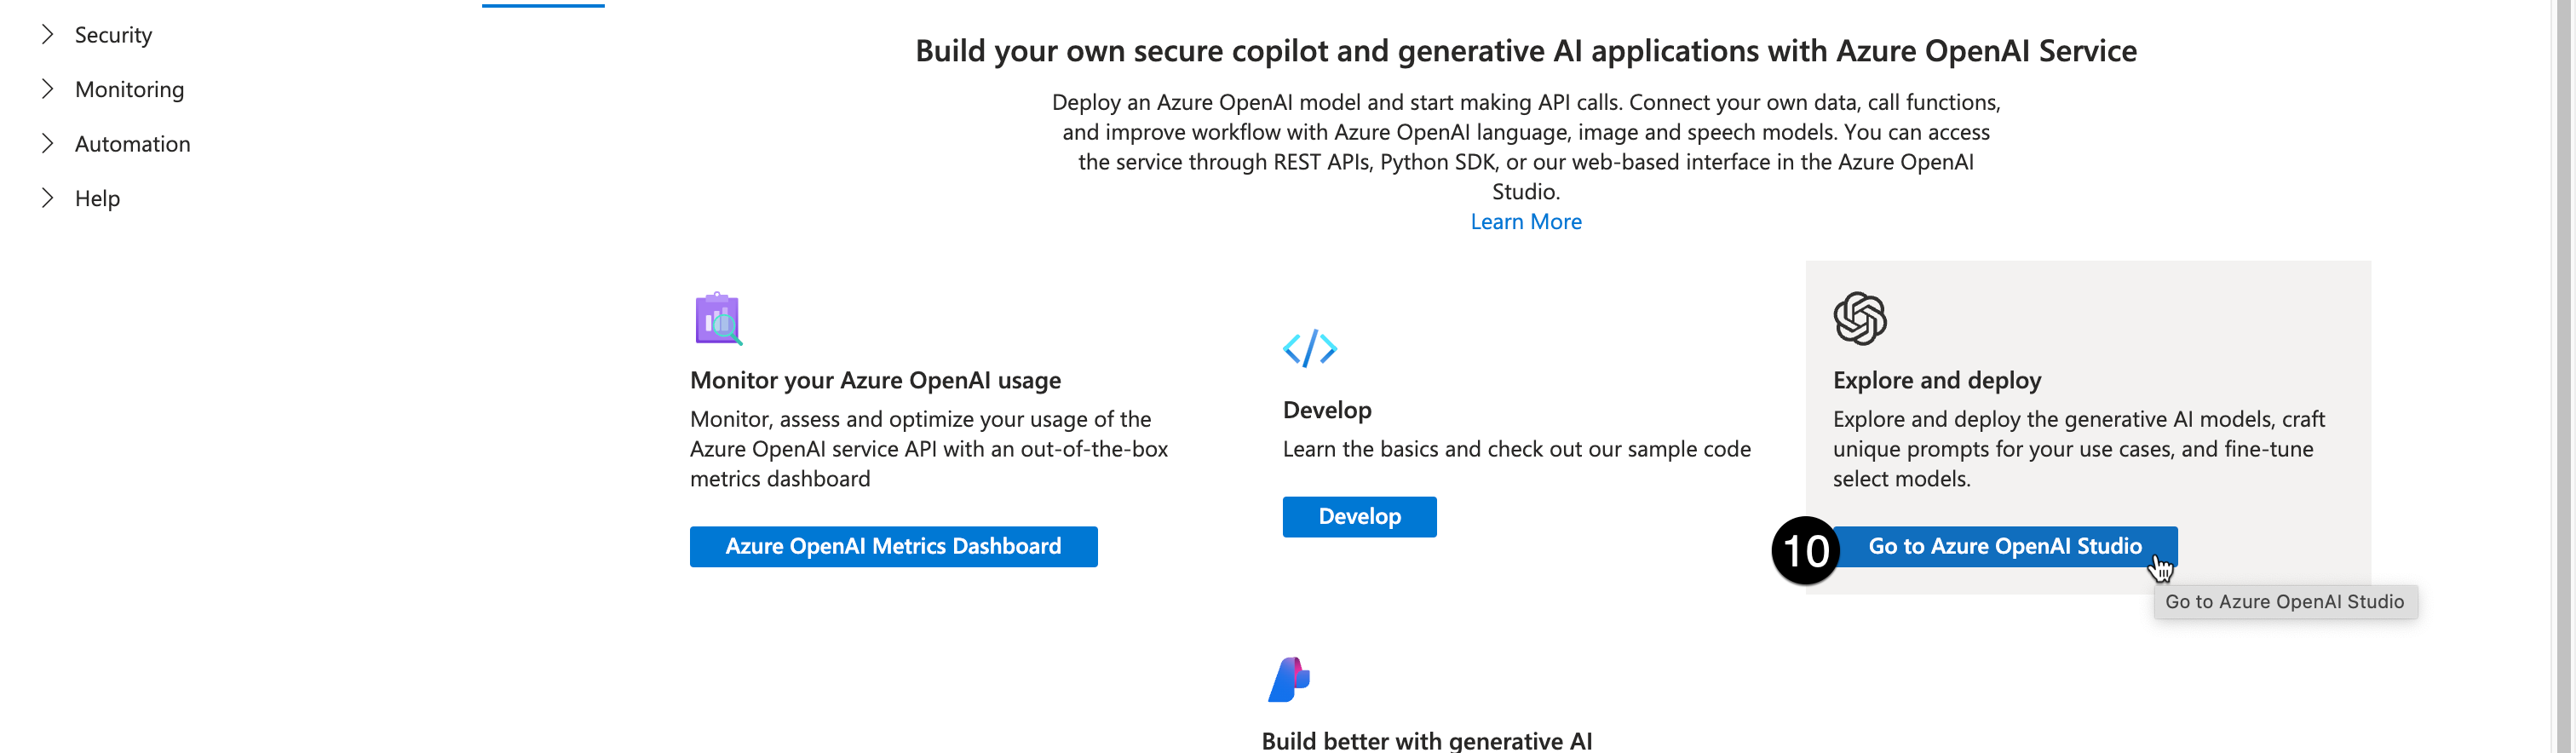 Security
Monitoring
Automation
Help
Build your own secure copilot and generative AI applications with Azure OpenAI Service
Deploy an Azure OpenAI model and start making API calls. Connect your own data, call functions,
and improve workflow with Azure OpenAI language, image and speech models. You can access
the service through REST APIs, Python SDK, or our web-based interface in the Azure OpenAI
Studio.
Learn More
Monitor your Azure OpenAI usage
Monitor, assess and optimize your usage of the
Azure OpenAI service API with an out-of-the-box
metrics dashboard
Azure OpenAI Metrics Dashboard
Develop
Learn the basics and check out our sample code
Develop
Explore and deploy
Explore and deploy the generative AI models, craft
unique prompts for your use cases, and fine-tune
select models.
10
Go to Azure OpenAI Studio
Go to Azure OpenAI Studio
Build better with generative AI